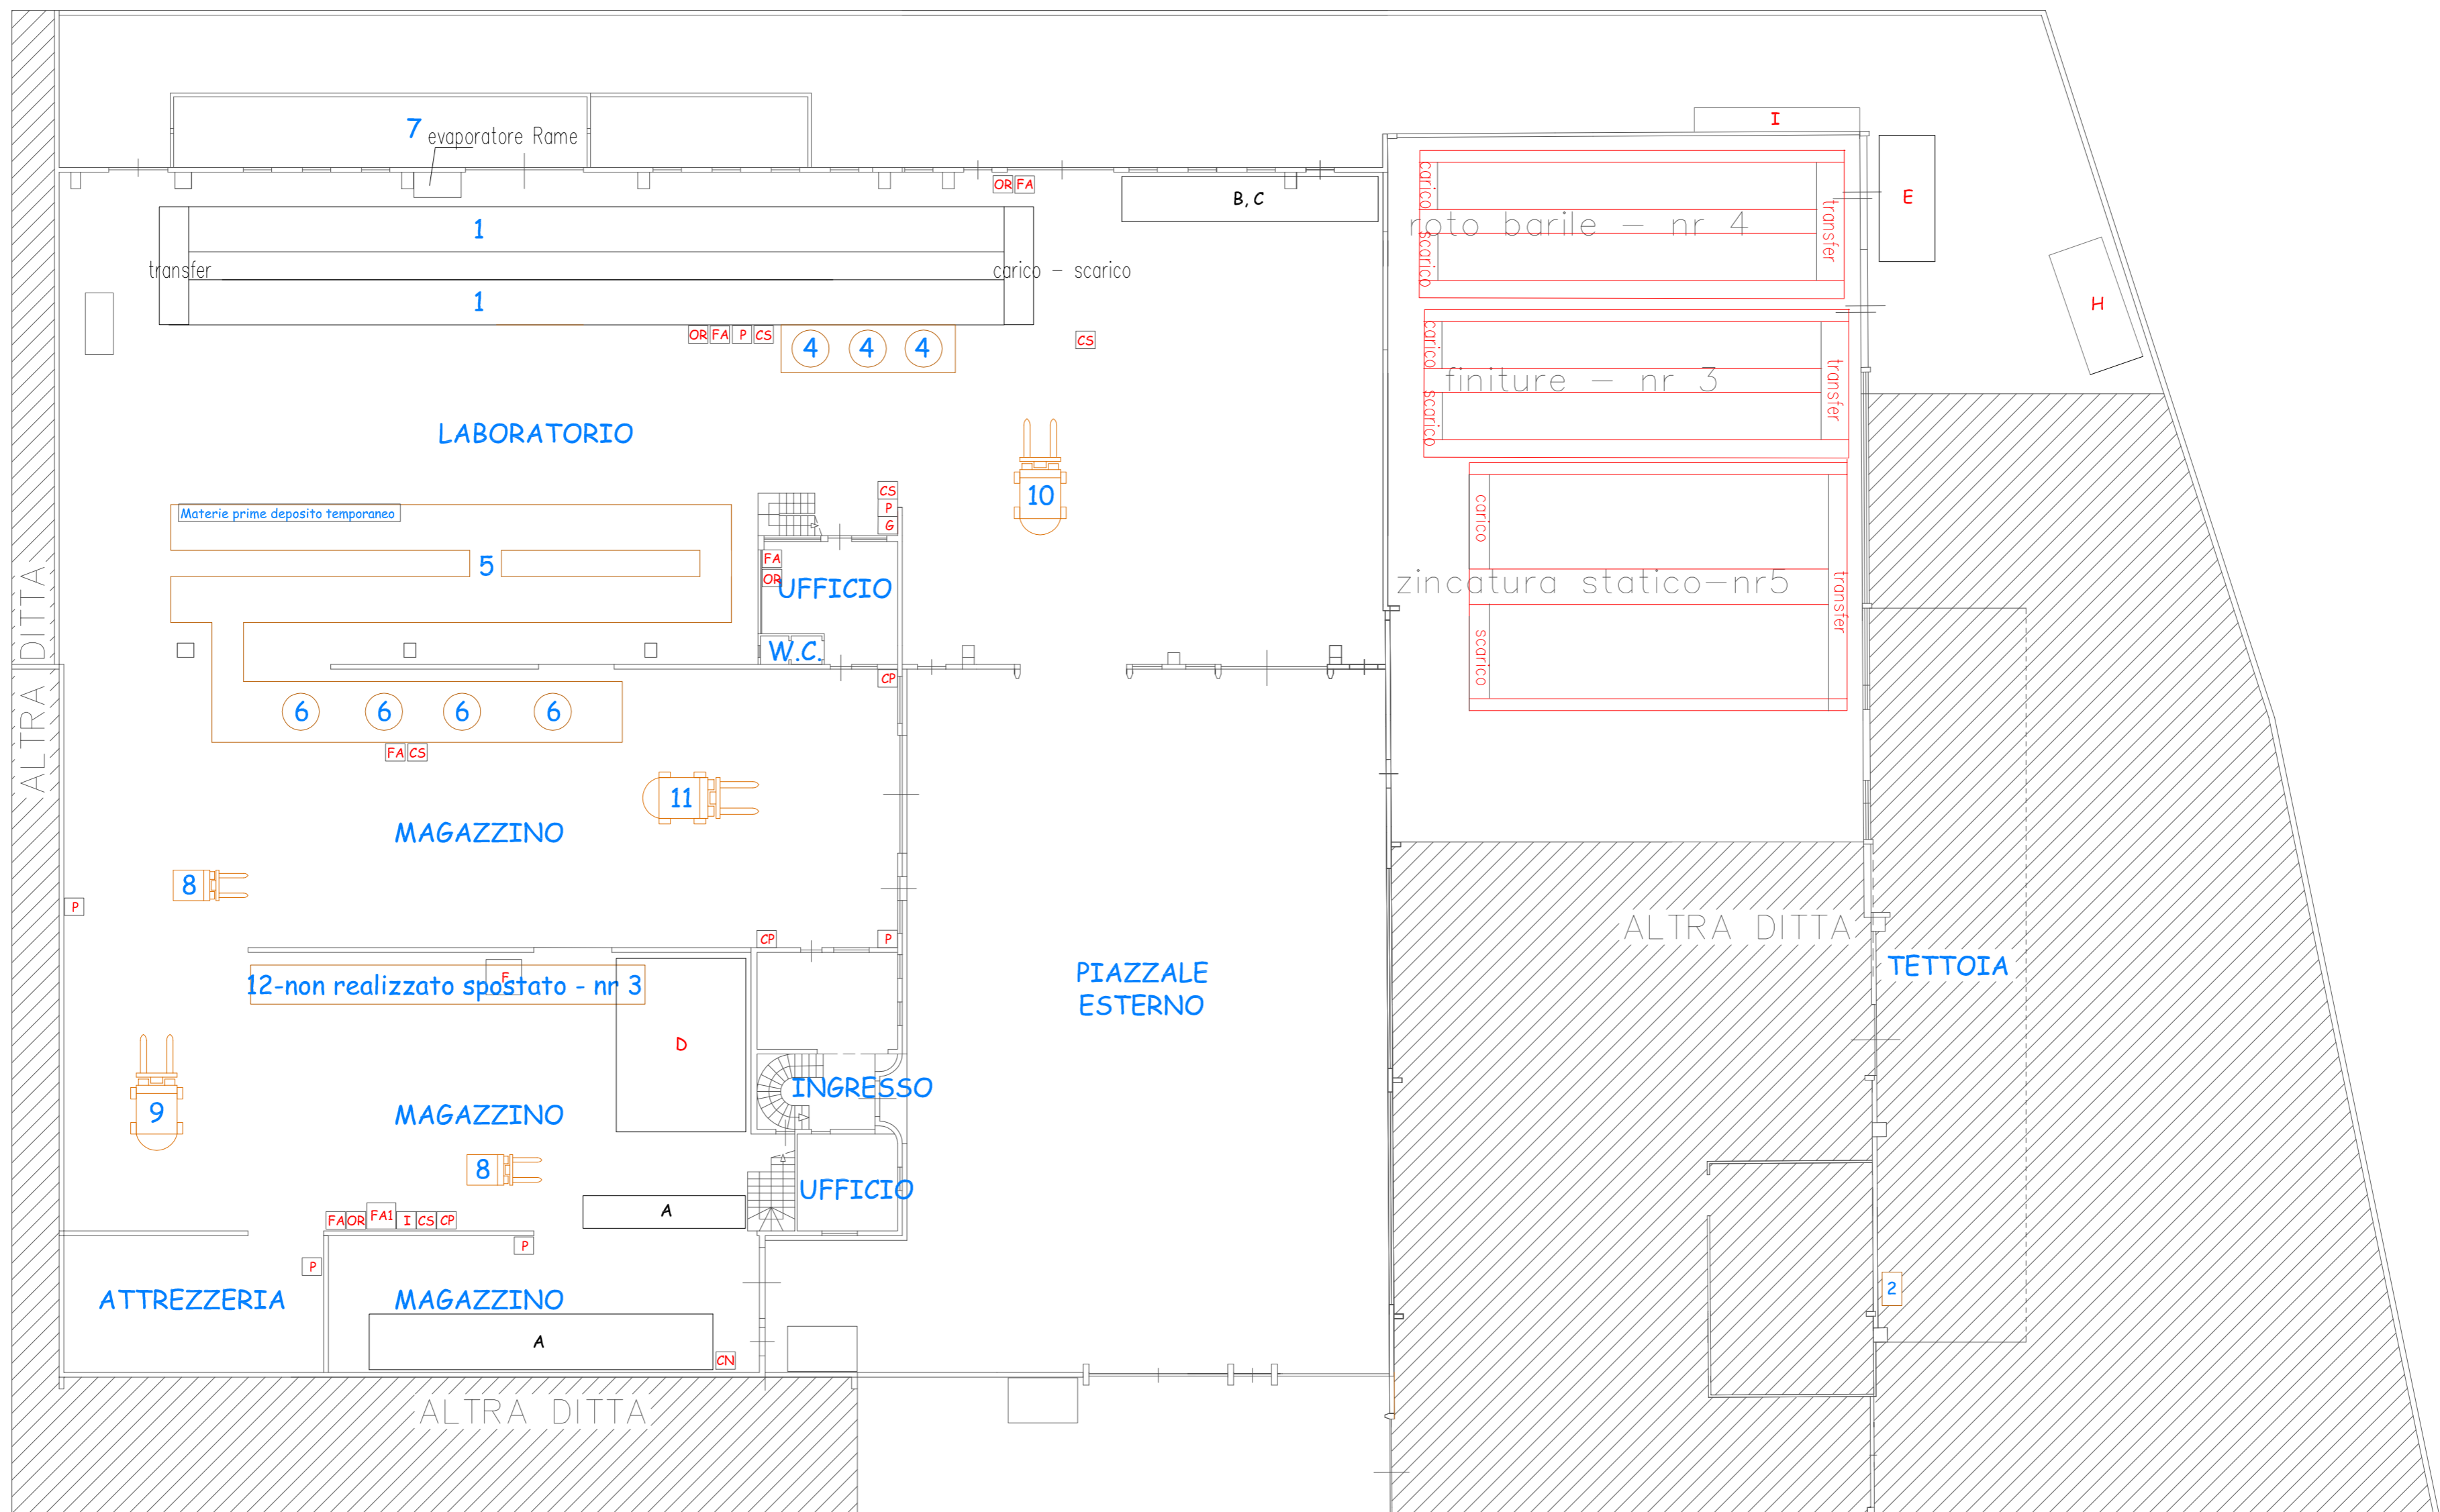 I
7
evaporatore Rame
OR FA
B, C
E
carico
roto barile - nr 4
transfer
scarico
1
transfer
carico - scarico
1
H
OR FA P CS
4 4 4
CS
carico
finiture - nr 3
transfer
scarico
LABORATORIO
10
CS
P
G
Materie prime deposito temporaneo
5
FA
OR
UFFICIO
carico
zincatura statico-nr5
transfer
scarico
ALTRA DITTA
W.C.
CP
6 6 6 6
FA CS
11
MAGAZZINO
8
P
CP
P
ALTRA DITTA
TETTOIA
F
12-non realizzato spostato - nr 3
PIAZZALE
ESTERNO
D
INGRESSO
9
MAGAZZINO
8
UFFICIO
A
FA OR FA1 I CS CP
P
P
2
ATTREZZERIA
MAGAZZINO
A
CN
ALTRA DITTA